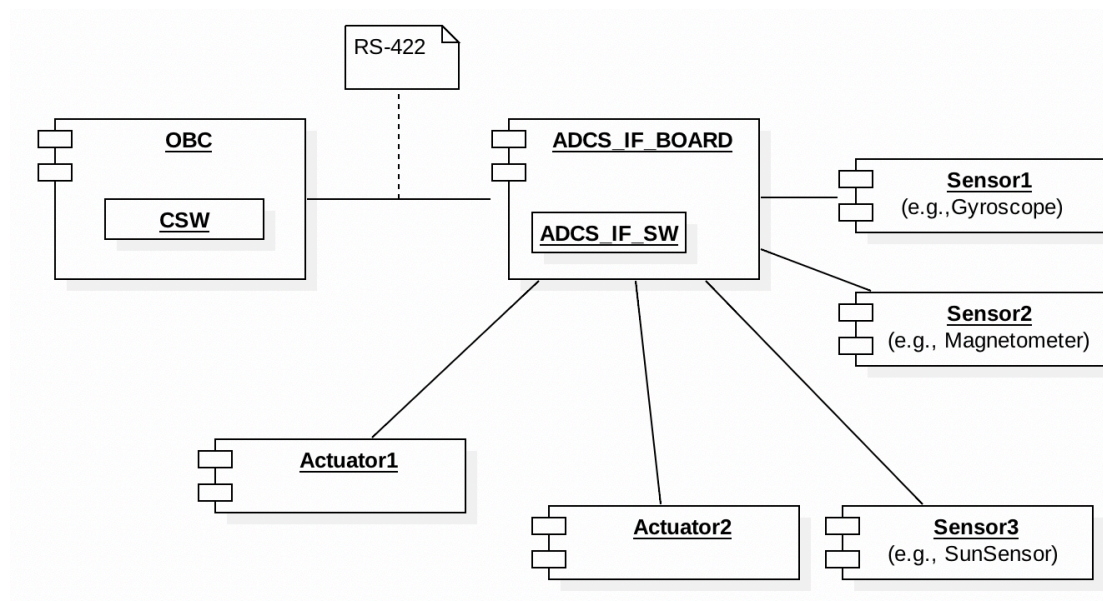 RS-422
OBC
CSW
ADCS_IF_BOARD
ADCS_IF_SW
Sensor1
(e.g.,Gyroscope)
Sensor2
(e.g., Magnetometer)
Actuator1
Actuator2
Sensor3
(e.g., SunSensor)